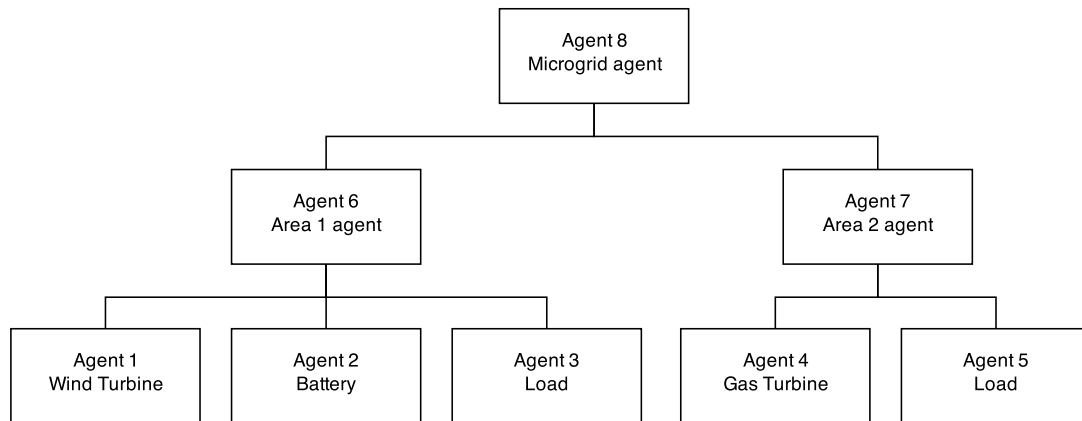 Agent 8
Microgrid agent
Agent 6
Area 1 agent
Agent 7
Area 2 agent
Agent 1
Wind Turbine
Agent 2
Battery
Agent 3
Load
Agent 4
Gas Turbine
Agent 5
Load